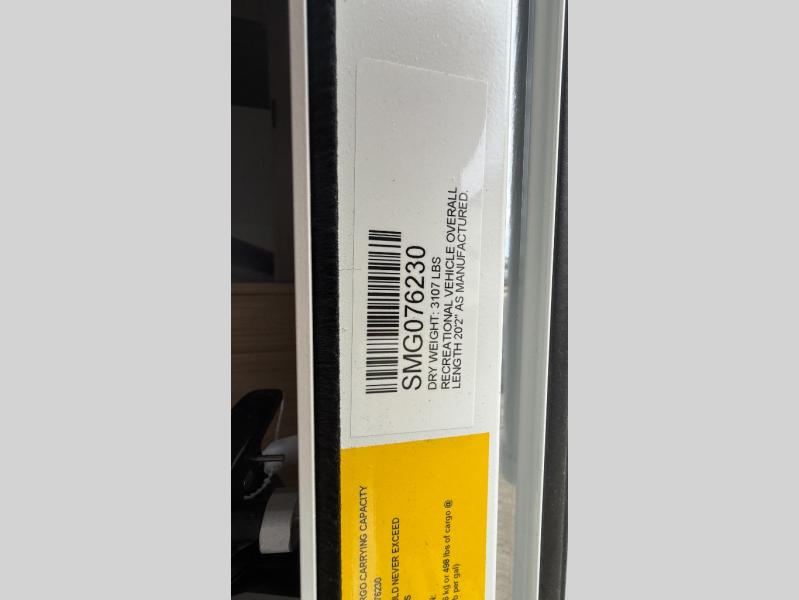 SMG076230
DRY WEIGHT: 3107 LBS
RECREATIONAL VEHICLE OVERALL
LENGTH 20'2" AS MANUFACTURED.
CARGO CARRYING CAPACITY
76230
ULD NEVER EXCEED
kg or 498 lbs of cargo @
per gal)